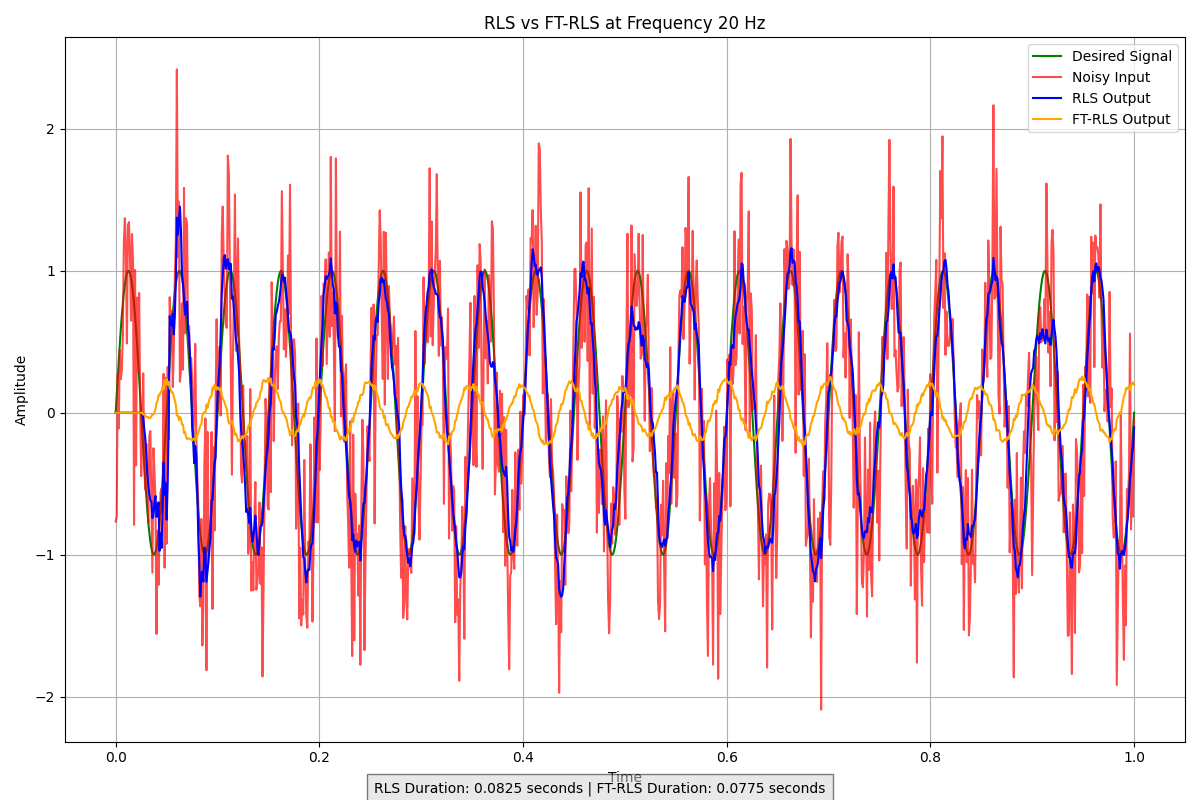 RLS vs FT-RLS at Frequency 20 Hz
Desired Signal
Noisy Input
RLS Output
FT-RLS Output
Amplitude
2
1
0
−1
−2
0.0 0.2 0.4 0.6 0.8 1.0
Time
RLS Duration: 0.0825 seconds | FT-RLS Duration: 0.0775 seconds